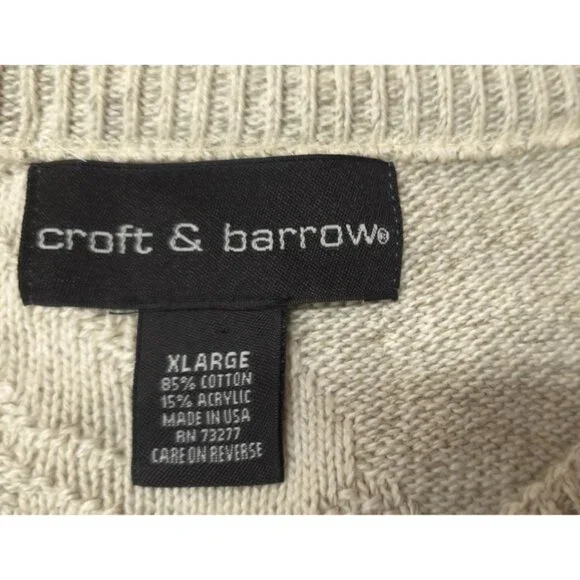 croft & barrow®
XLARGE
85% COTTON
15% ACRYLIC
MADE IN USA
RN 73277
CARE ON REVERSE